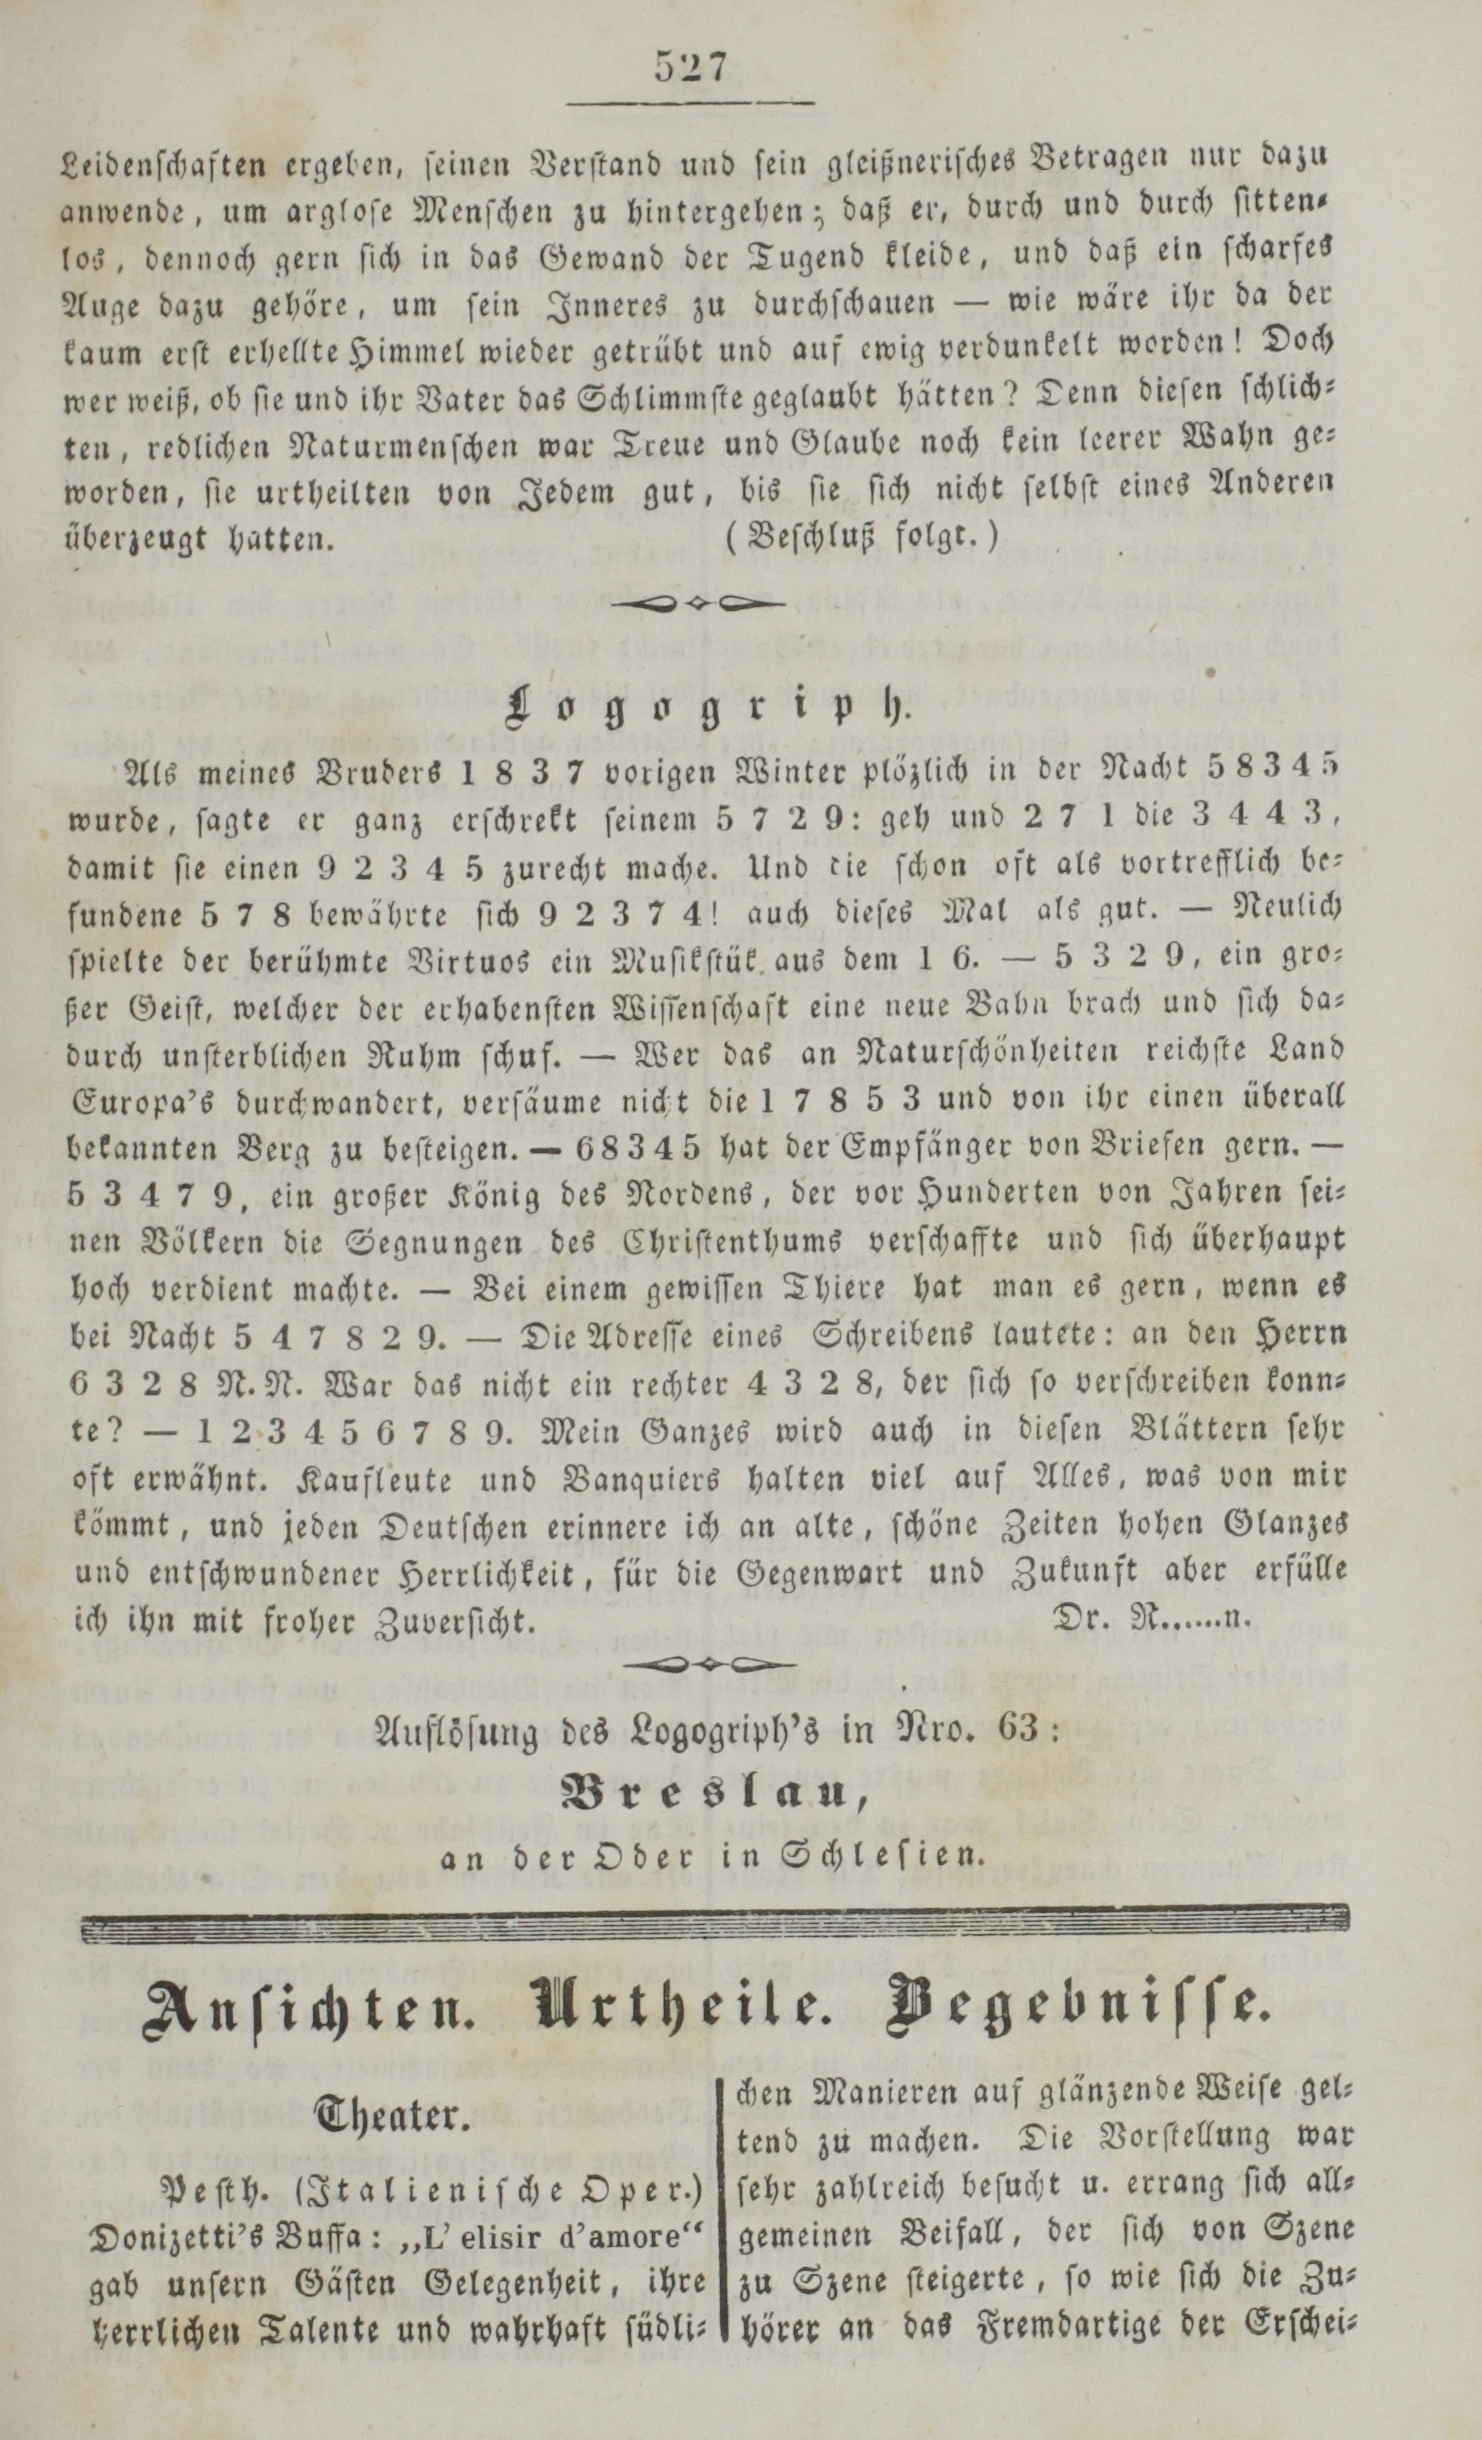 527
Leidenschaften ergeben, seinen Verstand und sein gleißnerisches Betragen nur dazu
anwende, um arglose Menschen zu hintergehen; daß er, durch und durch sitten-
los, dennoch gern sich in das Gewand der Tugend kleide, und daß ein scharfes
Auge dazu gehöre, um sein Inneres zu durchschauen — wie wäre ihr da der
kaum erst erhellte Himmel wieder getrübt und auf ewig verdunkelt worden! Doch
wer weiß, ob sie und ihr Vater das Schlimmste geglaubt hätten? Denn diesen schlich-
ten, redlichen Naturmenschen war Treue und Glaube noch kein leerer Wahn ge-
worden, sie urtheilten von Jedem gut, bis sie sich nicht selbst eines Anderen
überzeugt hatten. (Beschluß folgt.)
Logogriph.
Als meines Bruders 1 8 3 7 vorigen Winter plözlich in der Nacht 5 8 3 4 5
wurde, sagte er ganz erschrekt seinem 5 7 2 9: geh und 2 7 1 die 3 4 4 3,
damit sie einen 9 2 3 4 5 zurecht mache. Und die schon oft als vortrefflich be-
fundene 5 7 8 bewährte sich 9 2 3 7 4! auch dieses Mal als gut. — Neulich
spielte der berühmte Virtuos ein Musikstük aus dem 1 6. — 5 3 2 9, ein gro-
ßer Geist, welcher der erhabensten Wissenschaft eine neue Bahn brach und sich da-
durch unsterblichen Ruhm schuf. — Wer das an Naturschönheiten reichste Land
Europa's durchwandert, versäume nicht die 1 7 8 5 3 und von ihr einen überall
bekannten Berg zu besteigen. — 6 8 3 4 5 hat der Empfänger von Briefen gern. —
5 3 4 7 9, ein großer König des Nordens, der vor Hunderten von Jahren sei-
nen Völkern die Segnungen des Christenthums verschaffte und sich überhaupt
hoch verdient machte. — Bei einem gewissen Thiere hat man es gern, wenn es
bei Nacht 5 4 7 8 2 9. — Die Adresse eines Schreibens lautete: an den Herrn
6 3 2 8 N. N. War das nicht ein rechter 4 3 2 8, der sich so verschreiben konn-
te? — 1 2 3 4 5 6 7 8 9. Mein Ganzes wird auch in diesen Blättern sehr
oft erwähnt. Kaufleute und Banquiers halten viel auf Alles, was von mir
kömmt, und jeden Deutschen erinnere ich an alte, schöne Zeiten hohen Glanzes
und entschwundener Herrlichkeit, für die Gegenwart und Zukunft aber erfülle
ich ihn mit froher Zuversicht. Dr. N.......n.
Auflösung des Logogriph's in Nro. 63:
Breslau,
an der Oder in Schlesien.
Ansichten. Urtheile. Begebnisse.
Theater.
Pesth. (Italienische Oper.)
Donizetti's Buffa: „L' elisir d'amore“
gab unsern Gästen Gelegenheit, ihre
herrlichen Talente und wahrhaft südli-
chen Manieren auf glänzende Weise gel-
tend zu machen. Die Vorstellung war
sehr zahlreich besucht u. errang sich all-
gemeinen Beifall, der sich von Szene
zu Szene steigerte, so wie sich die Zu-
hörer an das Fremdartige der Erschei-